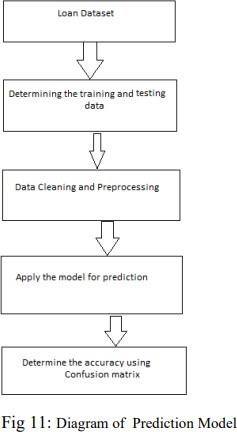 Loan Dataset
Determining the training and testing
data
Data Cleaning and Preprocessing
Apply the model for prediction
Determine the accuracy using
Confusion matrix
Fig 11: Diagram of Prediction Model